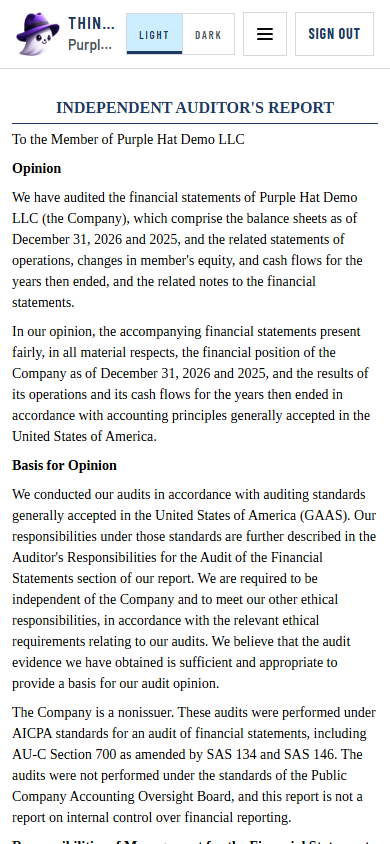 THIN...
Purpl...
LIGHT
DARK
SIGN OUT
INDEPENDENT AUDITOR'S REPORT
To the Member of Purple Hat Demo LLC
Opinion
We have audited the financial statements of Purple Hat Demo
LLC (the Company), which comprise the balance sheets as of
December 31, 2026 and 2025, and the related statements of
operations, changes in member's equity, and cash flows for the
years then ended, and the related notes to the financial
statements.
In our opinion, the accompanying financial statements present
fairly, in all material respects, the financial position of the
Company as of December 31, 2026 and 2025, and the results of
its operations and its cash flows for the years then ended in
accordance with accounting principles generally accepted in the
United States of America.
Basis for Opinion
We conducted our audits in accordance with auditing standards
generally accepted in the United States of America (GAAS). Our
responsibilities under those standards are further described in the
Auditor's Responsibilities for the Audit of the Financial
Statements section of our report. We are required to be
independent of the Company and to meet our other ethical
responsibilities, in accordance with the relevant ethical
requirements relating to our audits. We believe that the audit
evidence we have obtained is sufficient and appropriate to
provide a basis for our audit opinion.
The Company is a nonissuer. These audits were performed under
AICPA standards for an audit of financial statements, including
AU-C Section 700 as amended by SAS 134 and SAS 146. The
audits were not performed under the standards of the Public
Company Accounting Oversight Board, and this report is not a
report on internal control over financial reporting.